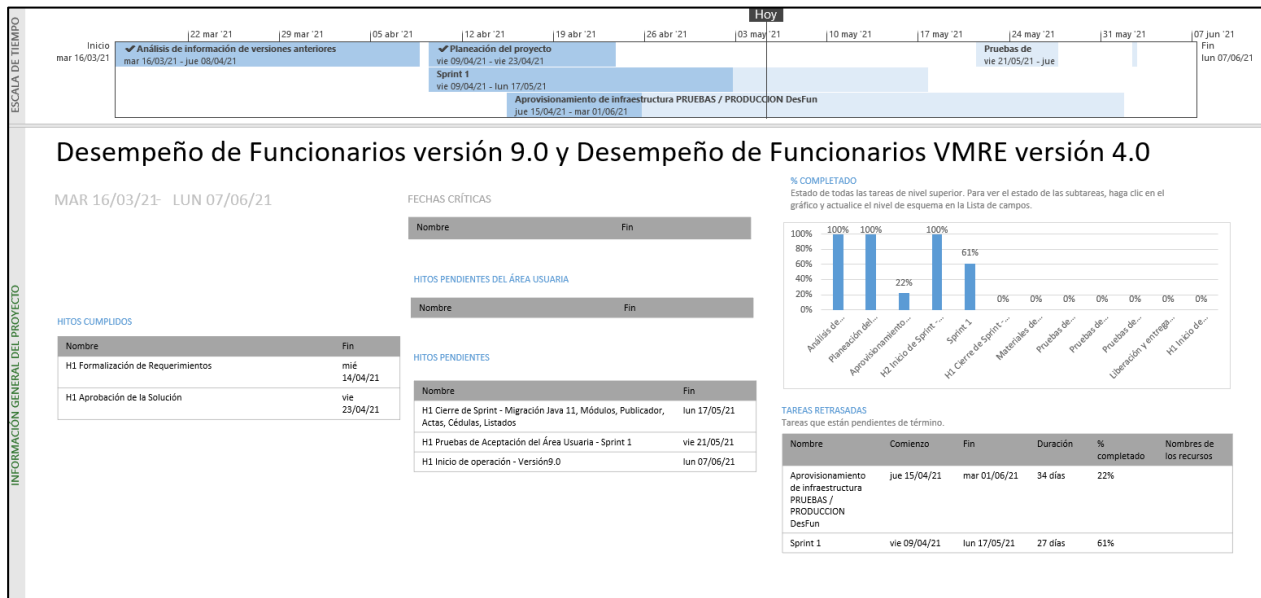 Hoy
ESCALA DE TIEMPO
22 mar '21
29 mar '21
05 abr '21
12 abr '21
19 abr '21
26 abr '21
03 may '21
10 may '21
17 may '21
24 may '21
31 may '21
07 jun '21
Inicio
mar 16/03/21
Análisis de información de versiones anteriores
mar 16/03/21 - jue 08/04/21
Planeación del proyecto
vie 09/04/21 - vie 23/04/21
Pruebas de
vie 21/05/21 - jue
Fin
lun 07/06/21
Sprint 1
vie 09/04/21 - lun 17/05/21
Aprovisionamiento de infraestructura PRUEBAS / PRODUCCION DesFun
jue 15/04/21 - mar 01/06/21
INFORMACIÓN GENERAL DEL PROYECTO
Desempeño de Funcionarios versión 9.0 y Desempeño de Funcionarios VMRE versión 4.0
MAR 16/03/21- LUN 07/06/21
HITOS CUMPLIDOS
Nombre Fin
H1 Formalización de Requerimientos mié
14/04/21
H1 Aprobación de la Solución vie
23/04/21
FECHAS CRÍTICAS
Nombre Fin
HITOS PENDIENTES DEL ÁREA USUARIA
Nombre Fin
HITOS PENDIENTES
Nombre Fin
H1 Cierre de Sprint - Migración Java 11, Módulos, Publicador, lun 17/05/21
Actas, Cédulas, Listados
H1 Pruebas de Aceptación del Área Usuaria - Sprint 1 vie 21/05/21
H1 Inicio de operación - Versión9.0 lun 07/06/21
% COMPLETADO
Estado de todas las tareas de nivel superior. Para ver el estado de las subtareas, haga clic en el
gráfico y actualice el nivel de esquema en la Lista de campos.
100%
80%
60%
40%
20%
0%
100% 100% 22% 100% 61% 0% 0% 0% 0% 0% 0% 0%
Análisis de...
Planeación del...
Aprovisionamiento...
H2 Inicio de Sprint -...
Sprint 1
H1 Cierre de Sprint -...
Materiales de...
Pruebas de...
Pruebas de...
Pruebas de...
Liberación y entrega...
H1 Inicio de...
TAREAS RETRASADAS
Tareas que están pendientes de término.
Nombre Comienzo Fin Duración % Nombres de
completado los recursos
Aprovisionamiento jue 15/04/21 mar 01/06/21 34 días 22%
de infraestructura
PRUEBAS /
PRODUCCION
DesFun
Sprint 1 vie 09/04/21 lun 17/05/21 27 días 61%